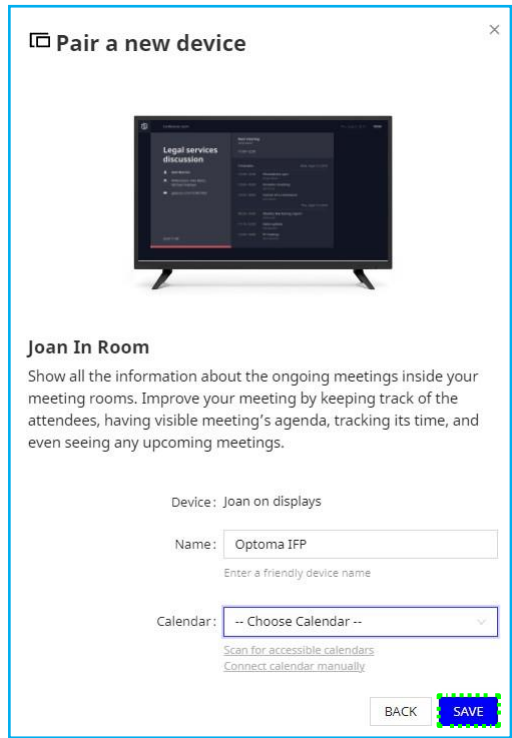 Pair a new device
Legal services
discussion
Joan In Room
Show all the information about the ongoing meetings inside your
meeting rooms. Improve your meeting by keeping track of the
attendees, having visible meeting’s agenda, tracking its time, and
even seeing any upcoming meetings.
Device: Joan on displays
Name: Optoma IFP
Enter a friendly device name
Calendar: -- Choose Calendar --
Scan for accessible calendars
Connect calendar manually
BACK SAVE